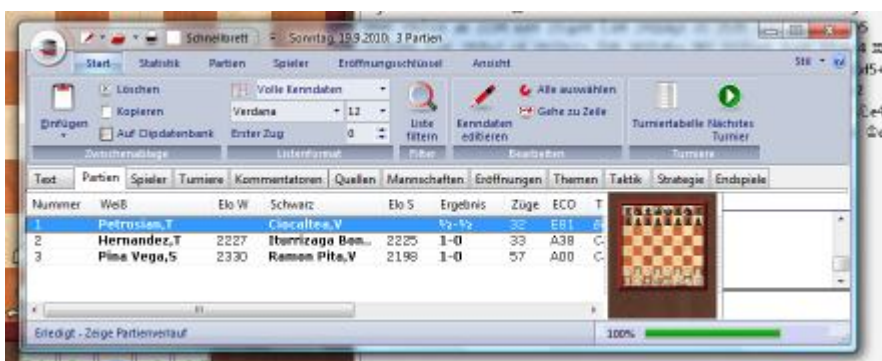 Schnellbrett Sonntag, 19.9.2010, 3 Partien
Start Statistik Partien Spieler Eröffnungsschlüssel Ansicht Stil
Einfügen
Löschen
Kopieren
Auf Clipdatenbank
Zwischenablage
Volle Kenndaten
Verdana 12
Erster Zug 0
Listenformat
Liste filtern
Filter
Kenndaten editieren
Alle auswählen
Gehe zu Zeile
Bearbeiten
Turniertabelle Nächstes Turnier
Turniere
Text Partien Spieler Turniere Kommentatoren Quellen Mannschaften Eröffnungen Themen Taktik Strategie Endspiele
Nummer Weiß Elo W Schwarz Elo S Ergebnis Züge ECO T
1 Petrosian,T Ciocaltea,V ½-½ 32 E81
2 Hernandez,T 2227 Iturrizaga Bon... 2225 1-0 33 A38 C
3 Pina Vega,S 2330 Ramon Pita,V 2198 1-0 57 A00 C
Erledigt - Zeige Partienverlauf 100%